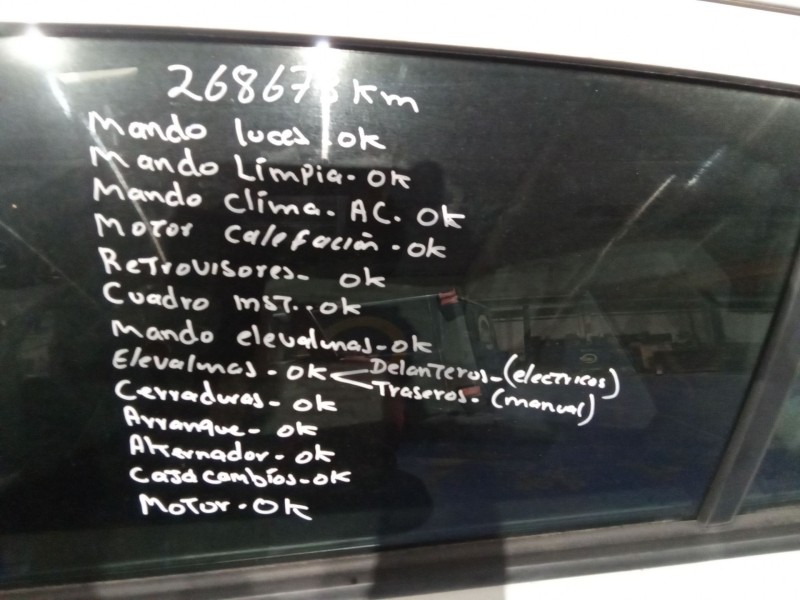 268678 km
Mando luces. ok
Mando Limpia- ok
Mando clima- AC. ok
Motor calefación - ok
Retrovisores- ok
Cuadro inst.. ok
Mando elevalunas-ok
Elevalunas - ok Delanteros-(electricos)
Traseros. (manual)
Cerraduras- ok
Arranque- ok
Alternador- ok
Caja cambios-ok
Motor-ok